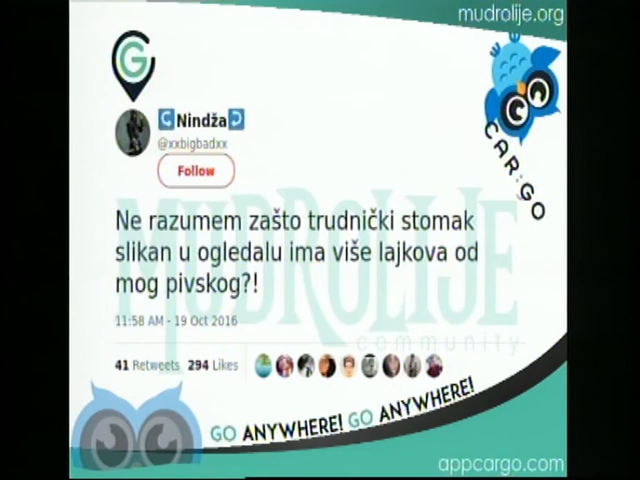 mudrolije.org
G
CAR:GO
Nindža
@xxbigbadxx
Follow
Ne razumem zašto trudnički stomak
slikan u ogledalu ima više lajkova od
mog pivskog?!
11:58 AM - 19 Oct 2016
MUDROLIJE
community
41 Retweets 294 Likes
GO ANYWHERE! GO ANYWHERE!
appcargo.com